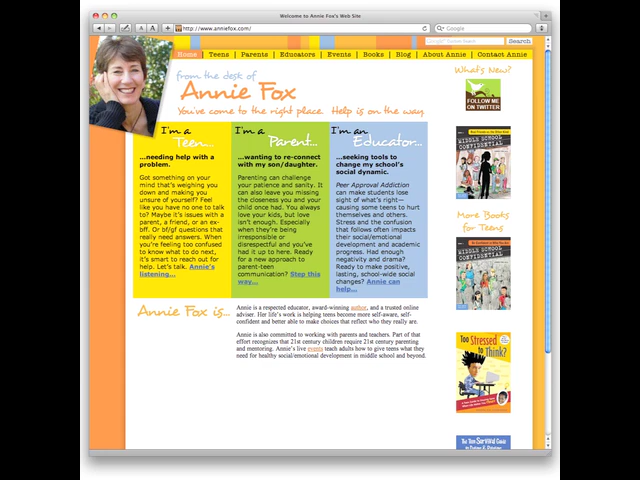 Welcome to Annie Fox's Web Site
http://www.anniefox.com/
Google
Search
Home | Teens | Parents | Educators | Events | Books | Blog | About Annie | Contact Annie
from the desk of
Annie Fox
You've come to the right place. Help is on the way.
I'm a
Teen...
...needing help with a
problem.
Got something on your
mind that's weighing you
down and making you
unsure of yourself? Feel
like you have no one to talk
to? Maybe it's issues with a
parent, a friend, or an ex-
bff. Or bf/gf questions that
really need answers. When
you're feeling too confused
to know what to do next,
it's smart to reach out for
help. Let's talk. Annie's
listening...
I'm a
Parent...
...wanting to re-connect
with my son/daughter.
Parenting can challenge
your patience and sanity. It
can also leave you missing
the closeness you and your
child once had. You always
love your kids, but love
isn't enough. Especially
when they're being
irresponsible or
disrespectful and you've
had it up to here. Ready
for a new approach to
parent-teen
communication? Step this
way...
I'm an
Educator...
...seeking tools to
change my school's
social dynamic.
Peer Approval Addiction
can make students lose
sight of what's right—
causing some teens to hurt
themselves and others.
Stress and the confusion
that follows often impacts
their social/emotional
development and academic
progress. Had enough
negativity and drama?
Ready to make positive,
lasting, school-wide social
changes? Annie can
help...
Annie Fox is...
Annie is a respected educator, award-winning author, and a trusted online
adviser. Her life's work is helping teens become more self-aware, self-
confident and better able to make choices that reflect who they really are.
Annie is also committed to working with parents and teachers. Part of that
effort recognizes that 21st century children require 21st century parenting
and mentoring. Annie's live events teach adults how to give teens what they
need for healthy social/emotional development in middle school and beyond.
What's New?
FOLLOW ME
ON TWITTER
MIDDLE SCHOOL
CONFIDENTIAL
More Books
for Teens
MIDDLE SCHOOL
CONFIDENTIAL
Too
Stressed
to Think?
The Teen Survival Guide
to Dating & Relating